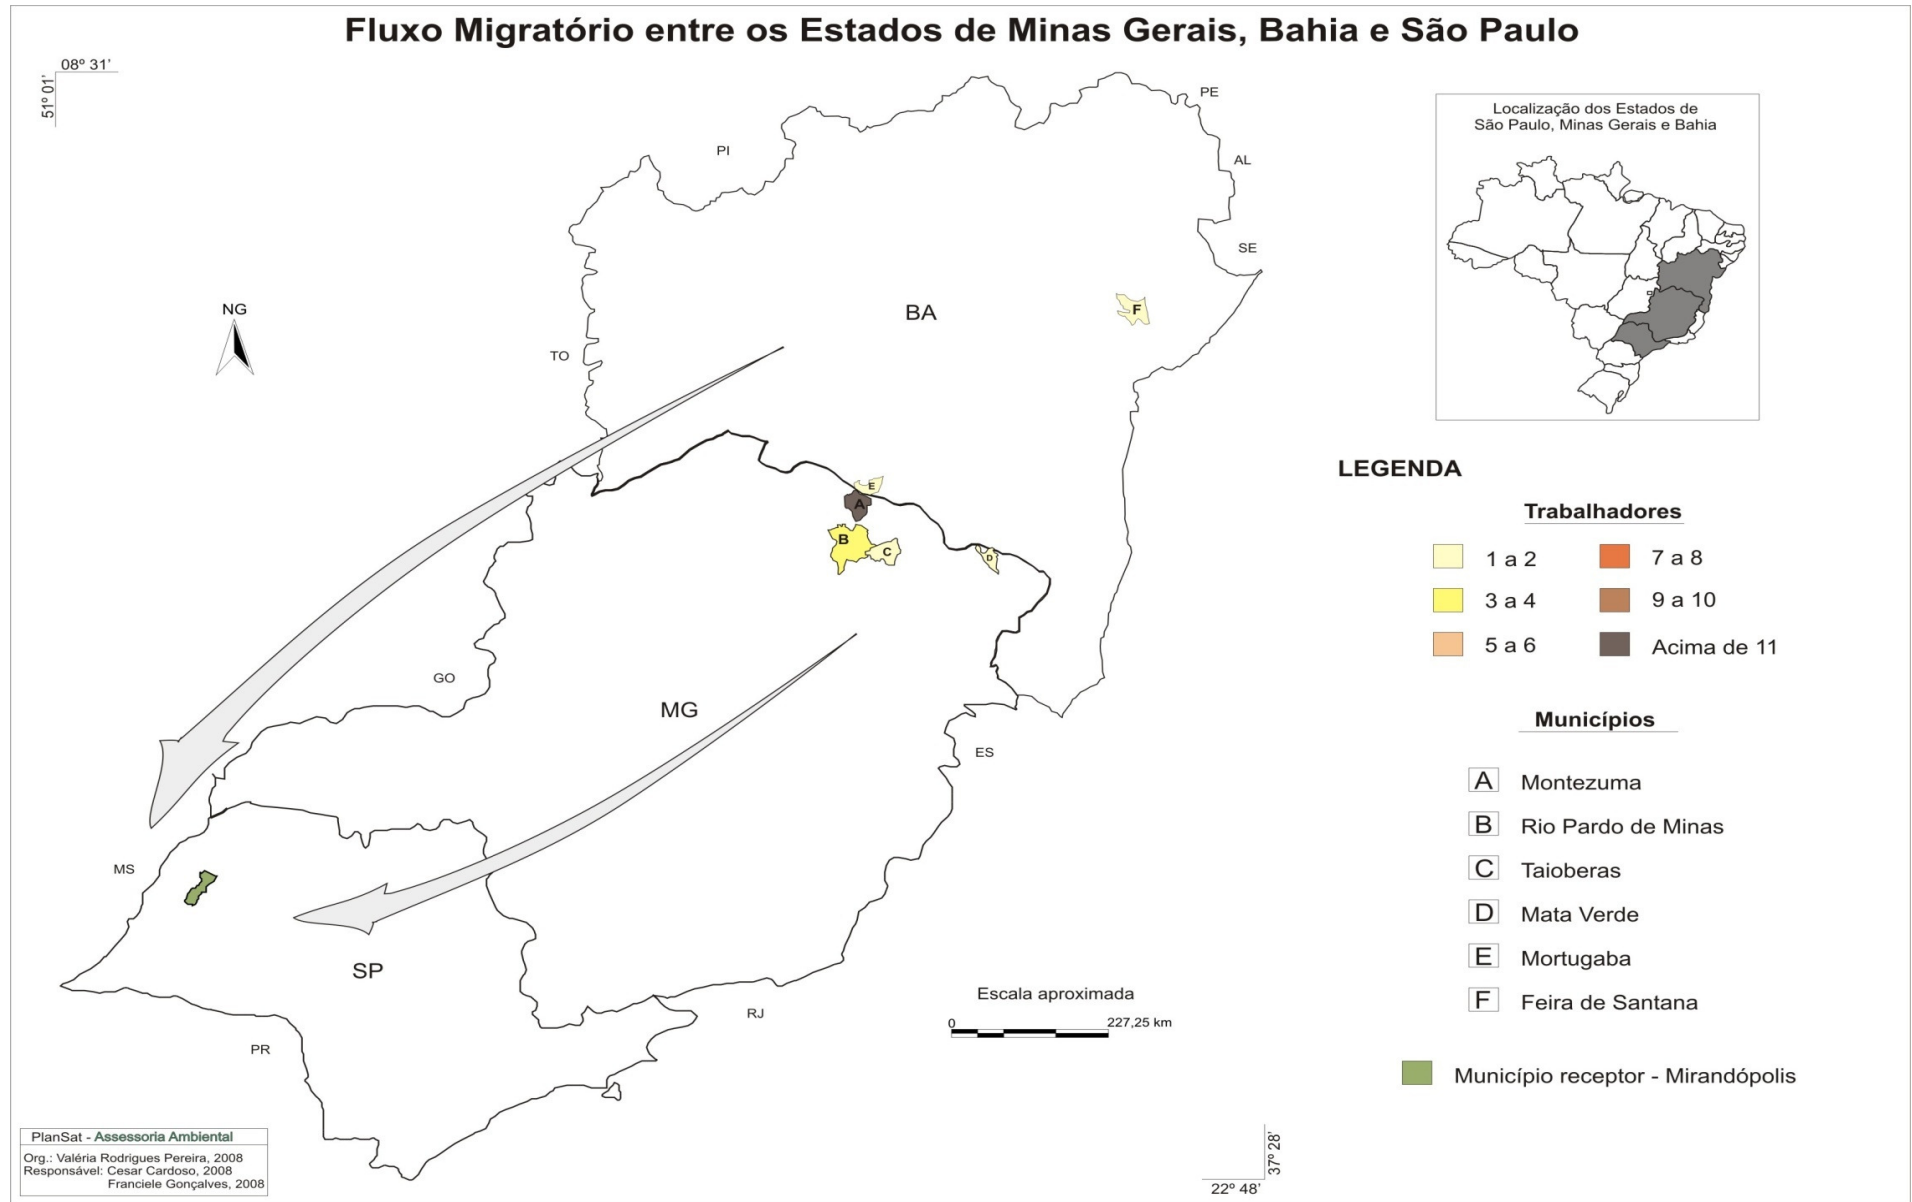 Fluxo Migratório entre os Estados de Minas Gerais, Bahia e São Paulo
08º 31’
51º 01’
PE
PI
AL
SE
NG
BA
F
TO
E
A
B
C
D
GO
MG
ES
MS
SP
RJ
PR
Escala aproximada
0
227,25 km
37º 28’
22º 48’
Localização dos Estados de
São Paulo, Minas Gerais e Bahia
LEGENDA
Trabalhadores
1 a 2
7 a 8
3 a 4
9 a 10
5 a 6
Acima de 11
Municípios
A Montezuma
B Rio Pardo de Minas
C Taioberas
D Mata Verde
E Mortugaba
F Feira de Santana
Município receptor - Mirandópolis
PlanSat - Assessoria Ambiental
Org.: Valéria Rodrigues Pereira, 2008
Responsável: Cesar Cardoso, 2008
Franciele Gonçalves, 2008